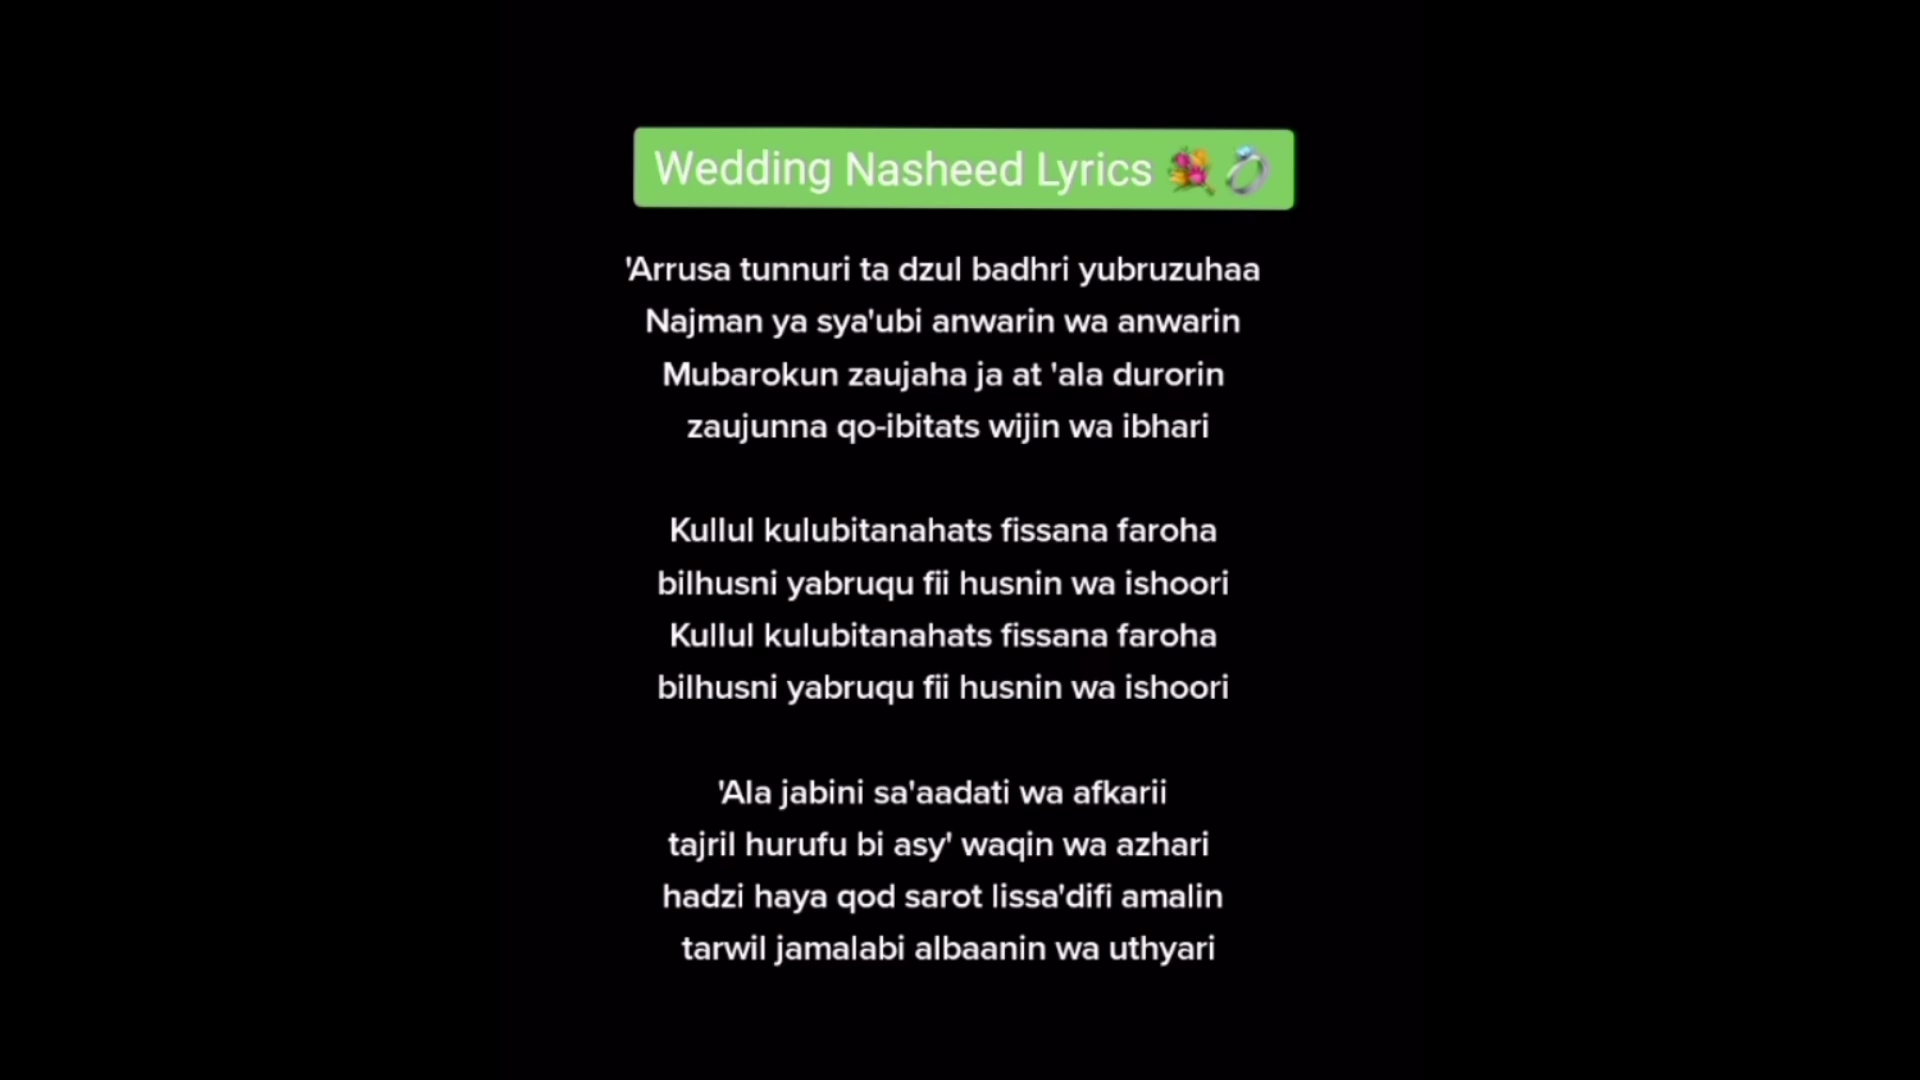 Wedding Nasheed Lyrics 💐💍
'Arrusa tunnuri ta dzul badhri yubruzuhaa
Najman ya sya'ubi anwarin wa anwarin
Mubarokun zaujaha ja at 'ala durorin
zaujunna qo-ibitats wijin wa ibhari
Kullul kulubitanahats fissana faroha
bilhusni yabruqu fii husnin wa ishoori
Kullul kulubitanahats fissana faroha
bilhusni yabruqu fii husnin wa ishoori
'Ala jabini sa'aadati wa afkarii
tajril hurufu bi asy' waqin wa azhari
hadzi haya qod sarot lissa'difi amalin
tarwil jamalabi albaanin wa uthyari